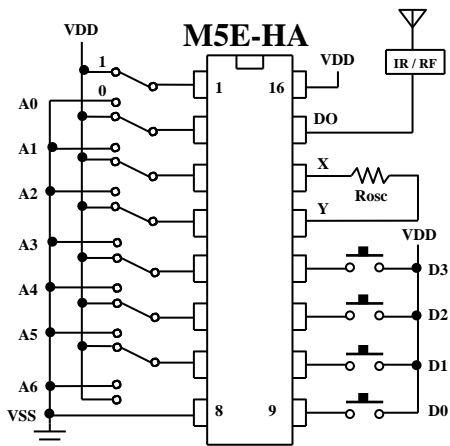 M5E-HA
VDD
1
0
A0
A1
A2
A3
A4
A5
A6
VSS
1
16
8
9
VDD
IR / RF
DO
X
Rosc
Y
VDD
D3
D2
D1
D0